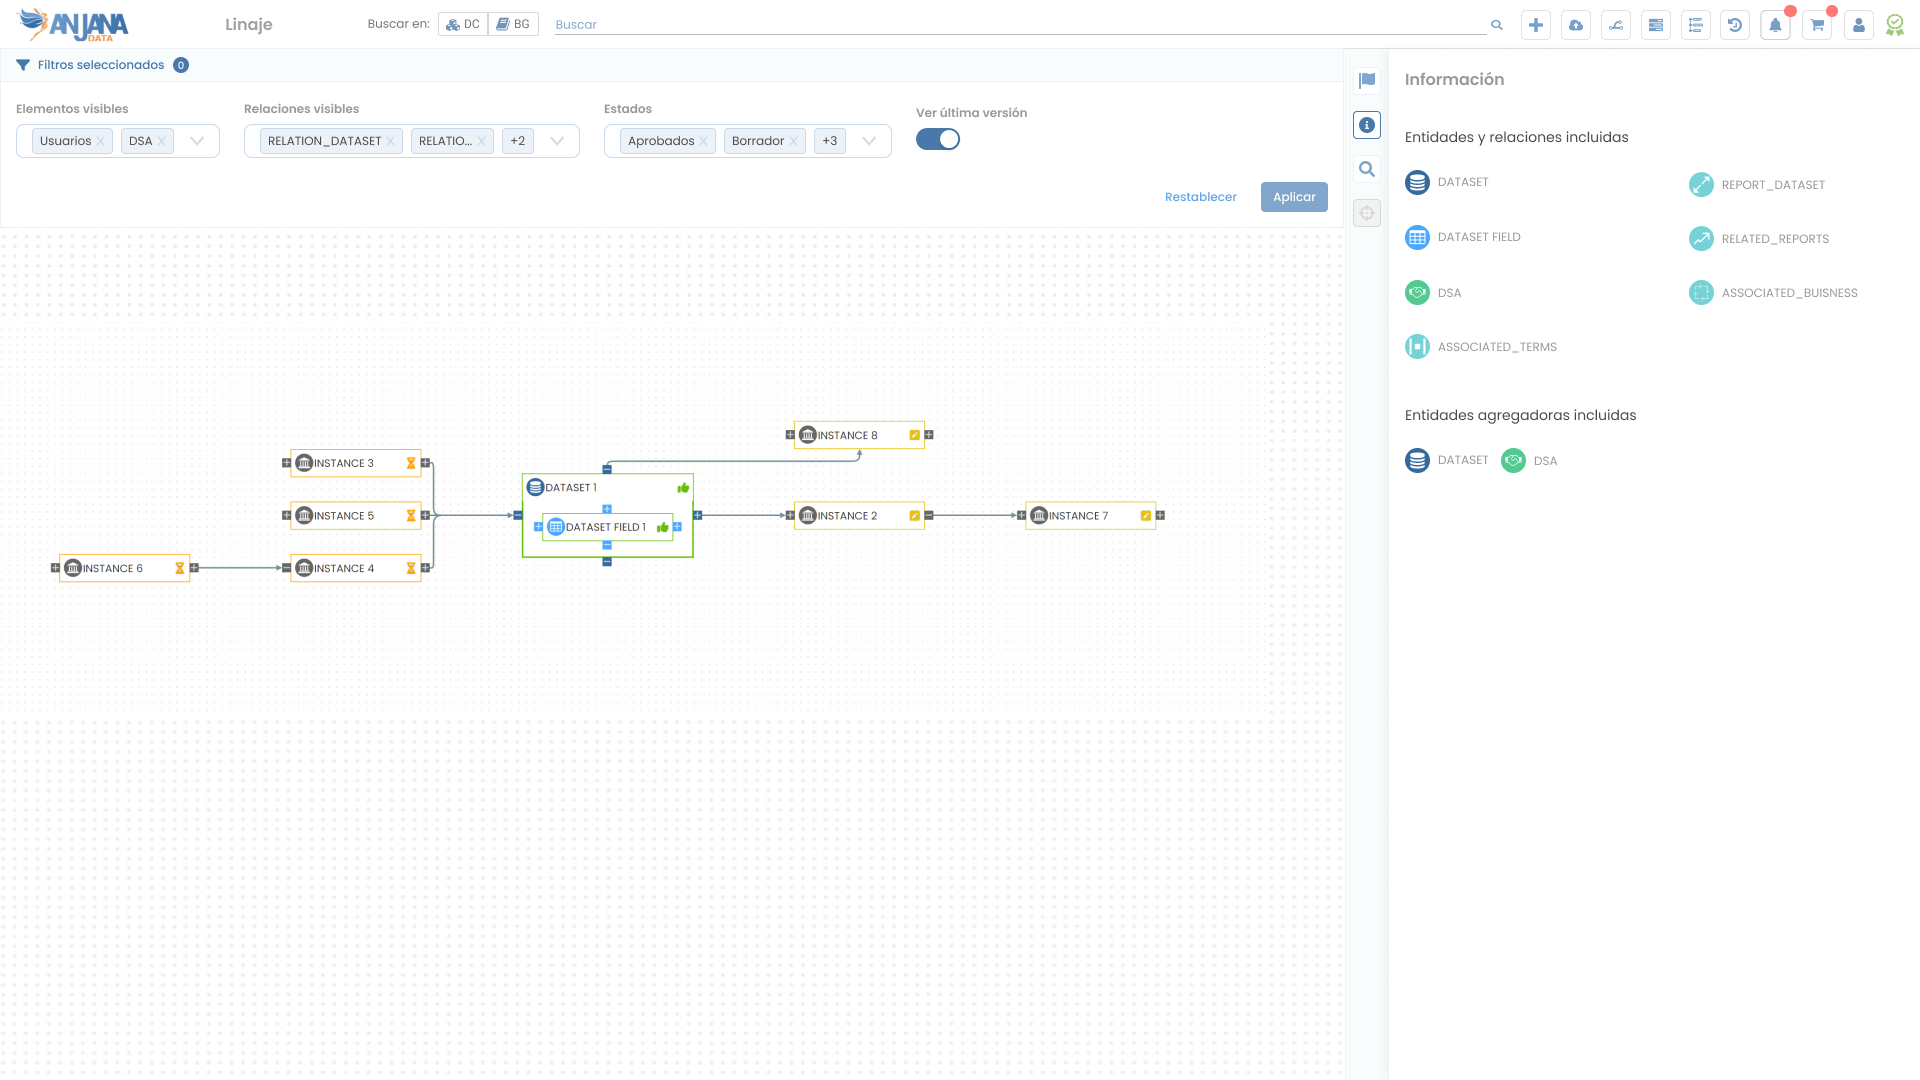 ANJANA DATA
Linaje
Buscar en: DC BG Buscar
Filtros seleccionados 0
Elementos visibles
Usuarios DSA
Relaciones visibles
RELATION_DATASET RELATIO... +2
Estados
Aprobados Borrador +3
Ver última versión
Restablecer Aplicar
INSTANCE 8
INSTANCE 3
DATASET 1
INSTANCE 5
DATASET FIELD 1
INSTANCE 2
INSTANCE 7
INSTANCE 6
INSTANCE 4
Información
Entidades y relaciones incluidas
DATASET
REPORT_DATASET
DATASET FIELD
RELATED_REPORTS
DSA
ASSOCIATED_BUISNESS
ASSOCIATED_TERMS
Entidades agregadoras incluidas
DATASET DSA